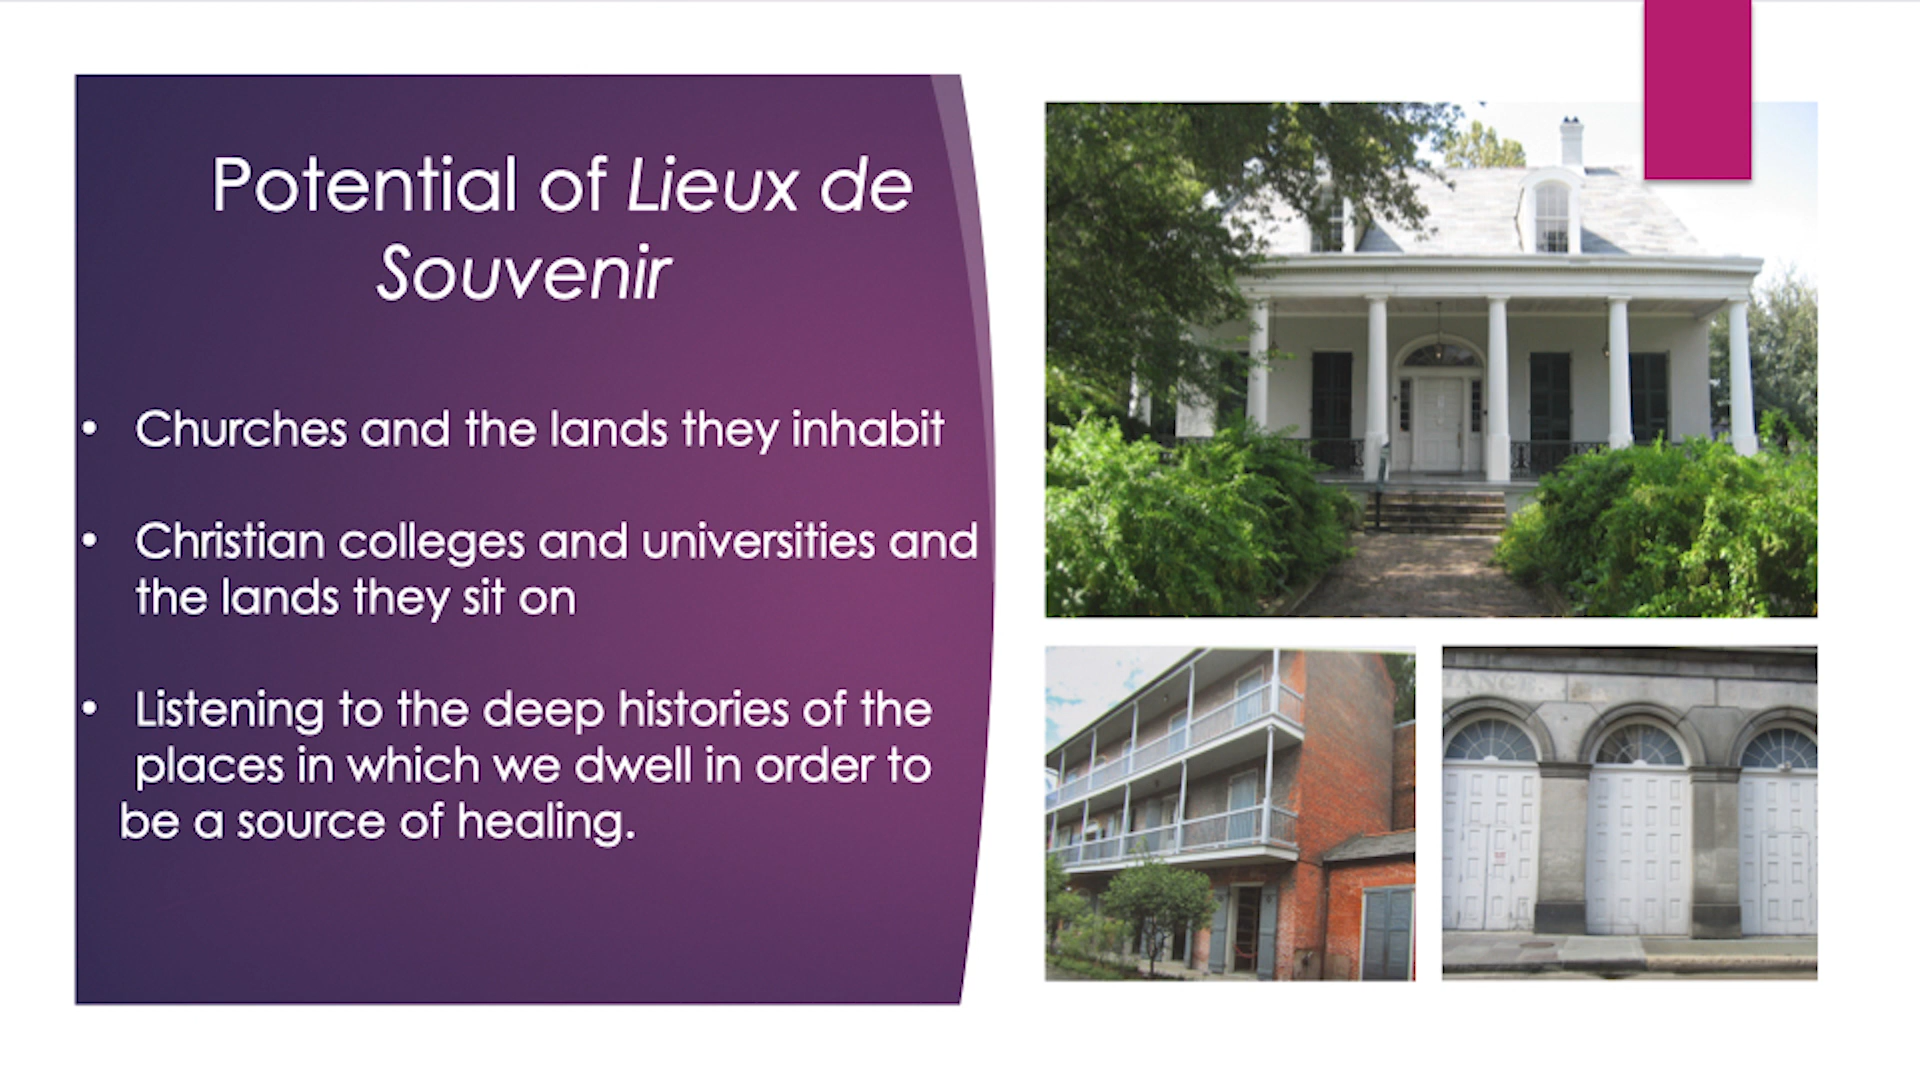 Potential of Lieux de
Souvenir
• Churches and the lands they inhabit
• Christian colleges and universities and
the lands they sit on
• Listening to the deep histories of the
places in which we dwell in order to
be a source of healing.